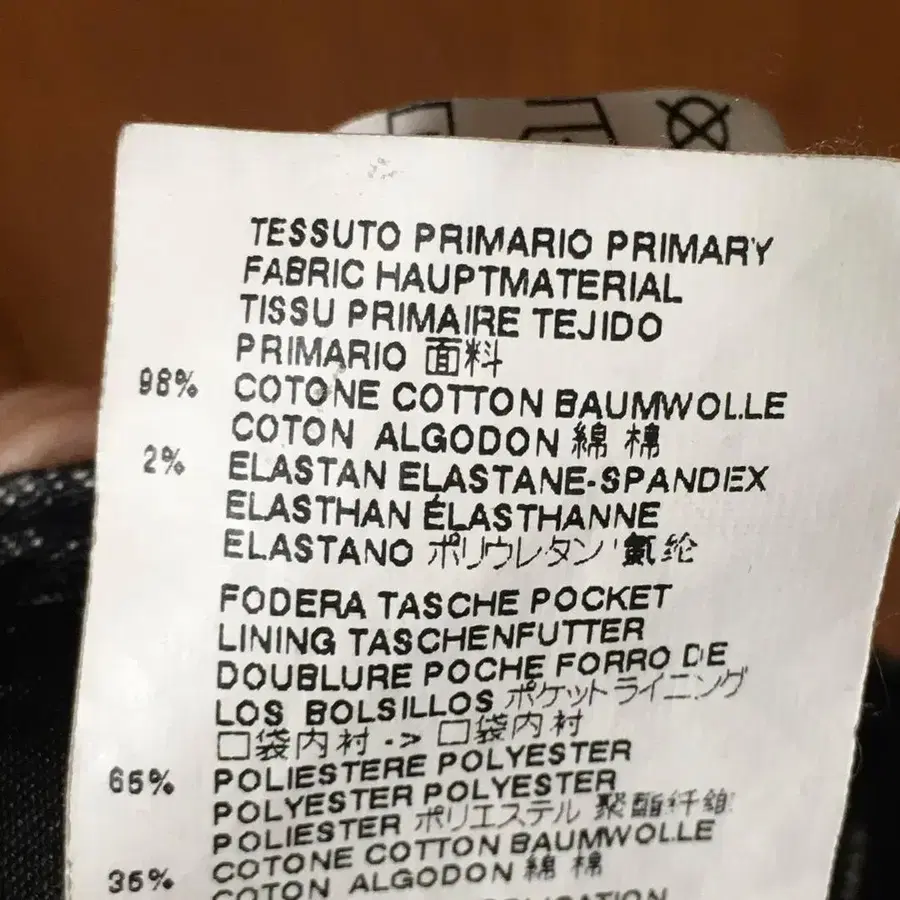 TESSUTO PRIMARIO PRIMARY
FABRIC HAUPTMATERIAL
TISSU PRIMAIRE TEJIDO
PRIMARIO 面料
98% COTONE COTTON BAUMWOLLE
COTON ALGODON 綿 棉
2% ELASTAN ELASTANE-SPANDEX
ELASTHAN ÉLASTHANNE
ELASTANO ポリウレタン 氨纶
FODERA TASCHE POCKET
LINING TASCHENFUTTER
DOUBLURE POCHE FORRO DE
LOS BOLSILLOS ポケットライニング
口袋内衬 -> 口袋内衬
65% POLIESTERE POLYESTER
POLYESTER POLYESTER
POLIESTER ポリエステル 聚酯纤维
35% COTONE COTTON BAUMWOLLE
COTON ALGODON 綿 棉